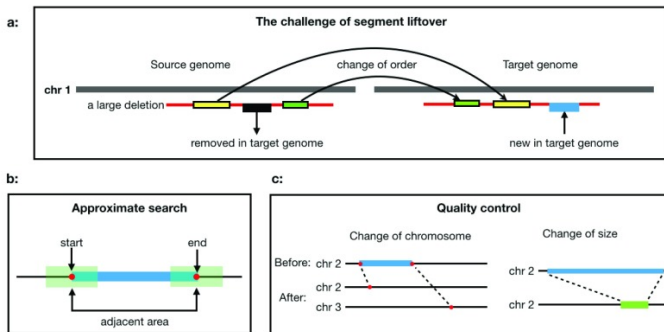 a:
The challenge of segment liftover
Source genome
change of order
Target genome
chr 1
a large deletion
removed in target genome
new in target genome
b:
Approximate search
start
end
adjacent area
c:
Quality control
Change of chromosome
Change of size
Before: chr 2
After:
chr 2
chr 3
chr 2
chr 2